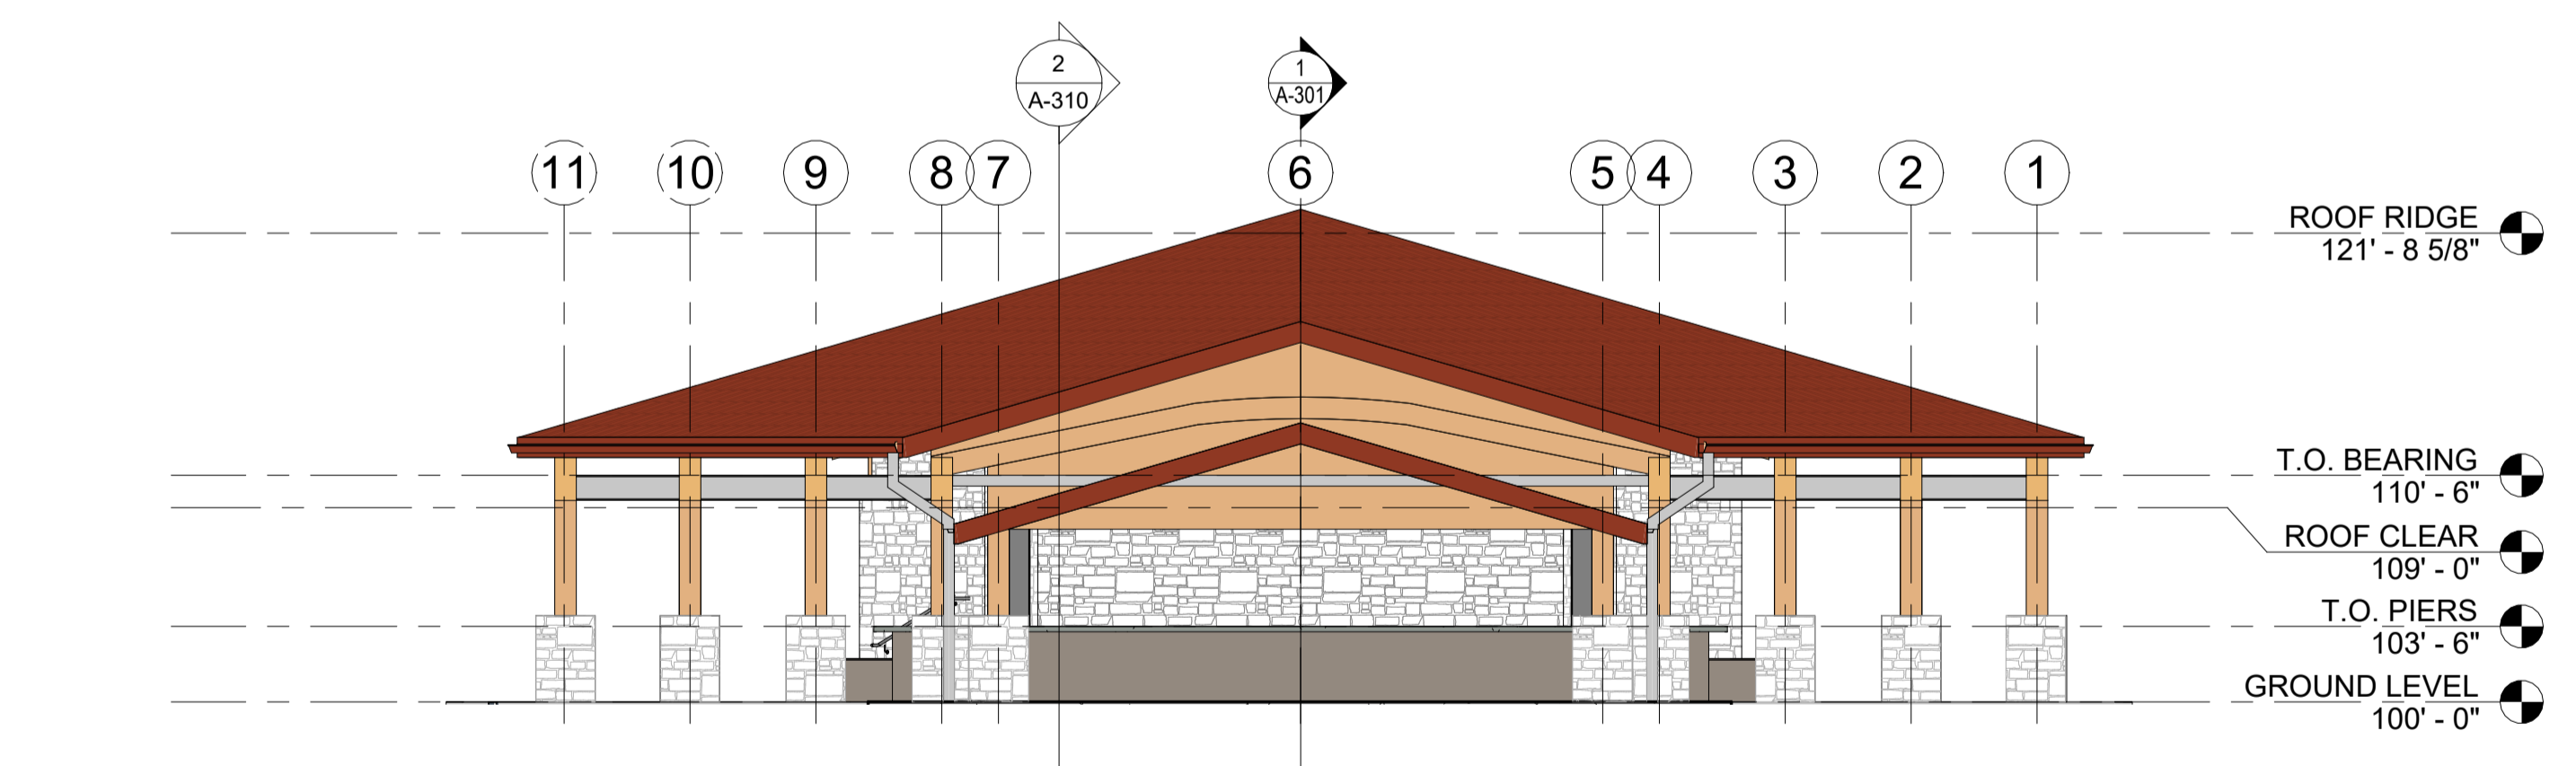 2
A-310
1
A-301
11 10 9 8 7 6 5 4 3 2 1
ROOF RIDGE
121' - 8 5/8"
T.O. BEARING
110' - 6"
ROOF CLEAR
109' - 0"
T.O. PIERS
103' - 6"
GROUND LEVEL
100' - 0"